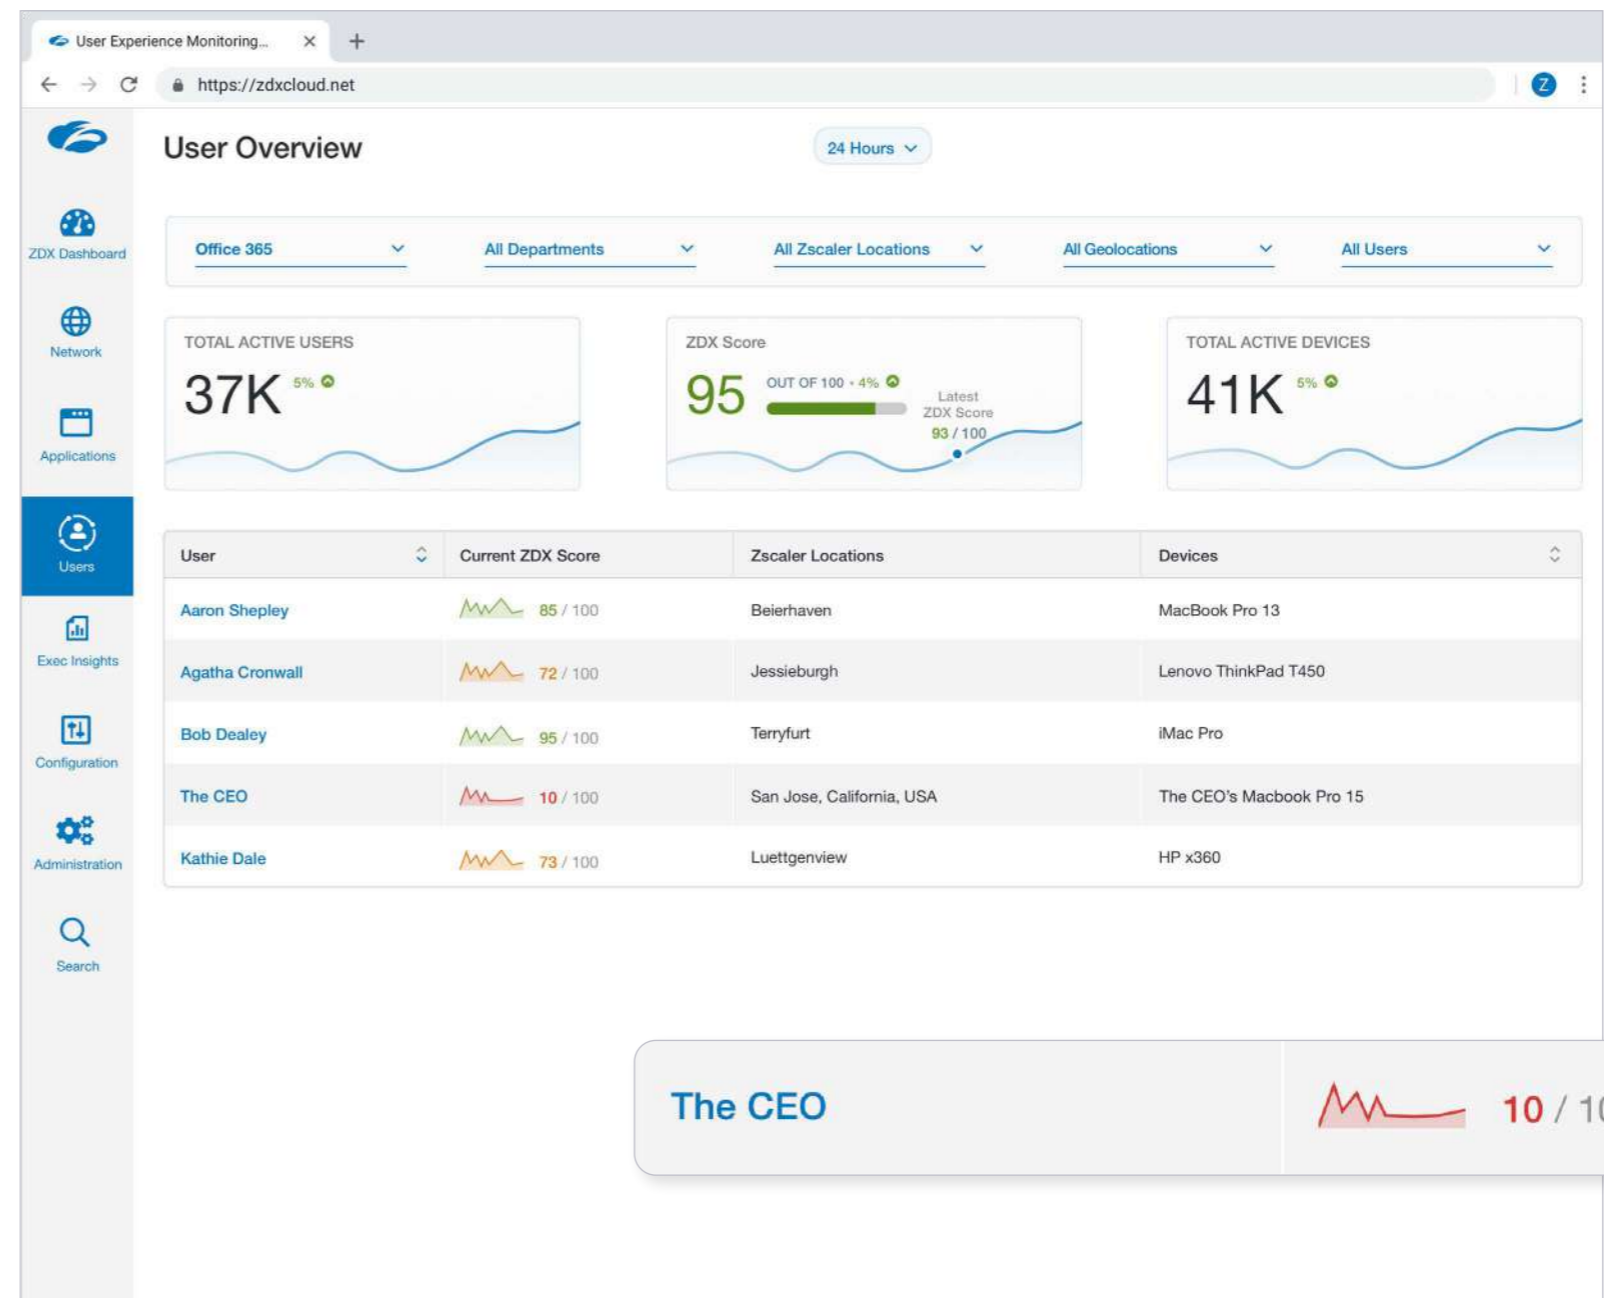 User Experience Monitoring...
https://zdxcloud.net
Z
User Overview
24 Hours
ZDX Dashboard
Network
Applications
Users
Exec Insights
Configuration
Administration
Search
Office 365
All Departments
All Zscaler Locations
All Geolocations
All Users
TOTAL ACTIVE USERS
37K 5%
ZDX Score
95 OUT OF 100 • 4%
Latest
ZDX Score
93 / 100
TOTAL ACTIVE DEVICES
41K 5%
User Current ZDX Score Zscaler Locations Devices
Aaron Shepley 85 / 100 Beierhaven MacBook Pro 13
Agatha Cronwall 72 / 100 Jessieburgh Lenovo ThinkPad T450
Bob Dealey 95 / 100 Terryfurt iMac Pro
The CEO 10 / 100 San Jose, California, USA The CEO's Macbook Pro 15
Kathie Dale 73 / 100 Luettgenview HP x360
The CEO 10 / 10